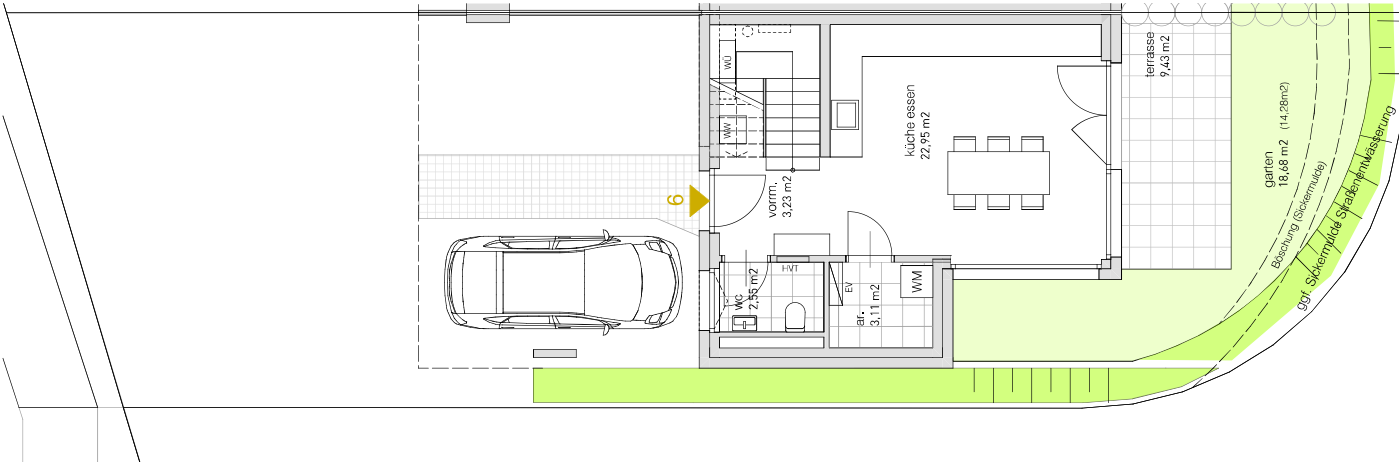 6
WÜ
WW
vorrm.
3,23 m2
küche essen
22,95 m2
terrasse
9,43 m2
garten
18,68 m2 (14,28m2)
Böschung (Sickermulde)
ggf. Sickermulde Straßenentwässerung
WC
2,55 m2
HVT
EV
ar.
3,11 m2
WM